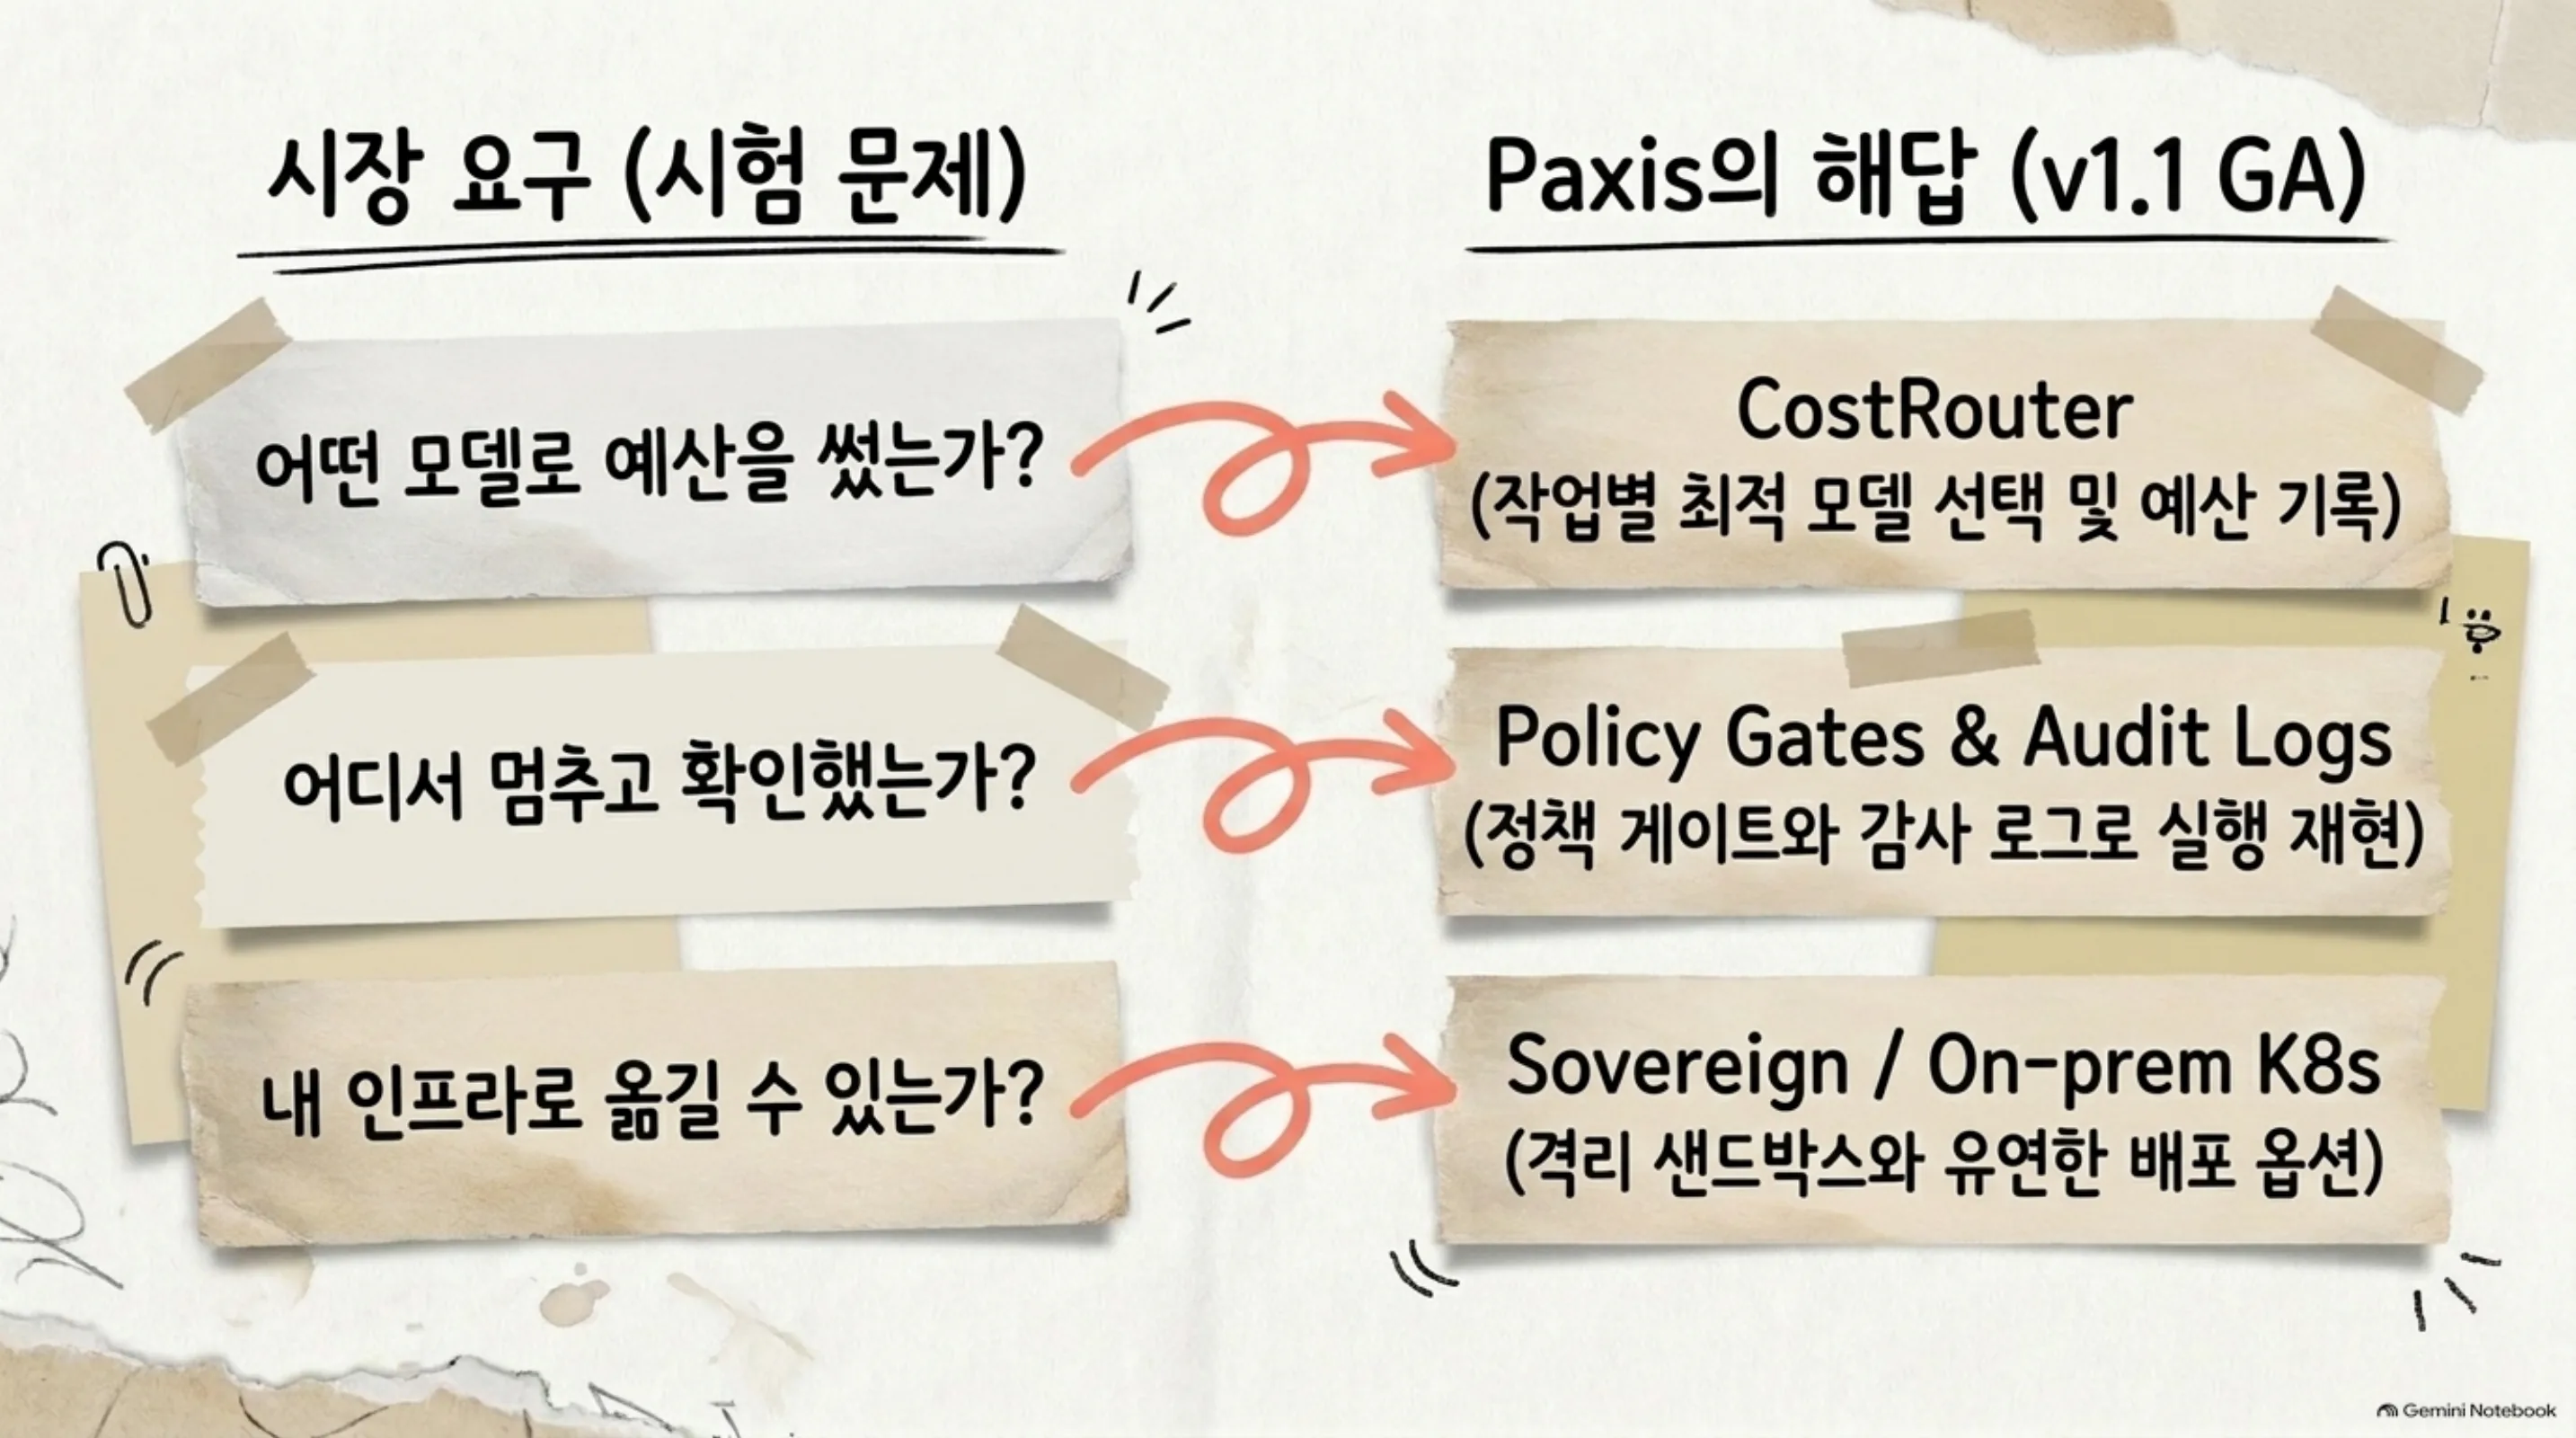 시장 요구 (시험 문제)
Paxis의 해답 (v1.1 GA)
어떤 모델로 예산을 썼는가?
CostRouter
(작업별 최적 모델 선택 및 예산 기록)
어디서 멈추고 확인했는가?
Policy Gates & Audit Logs
(정책 게이트와 감사 로그로 실행 재현)
내 인프라로 옮길 수 있는가?
Sovereign / On-prem K8s
(격리 샌드박스와 유연한 배포 옵션)
Gemini Notebook